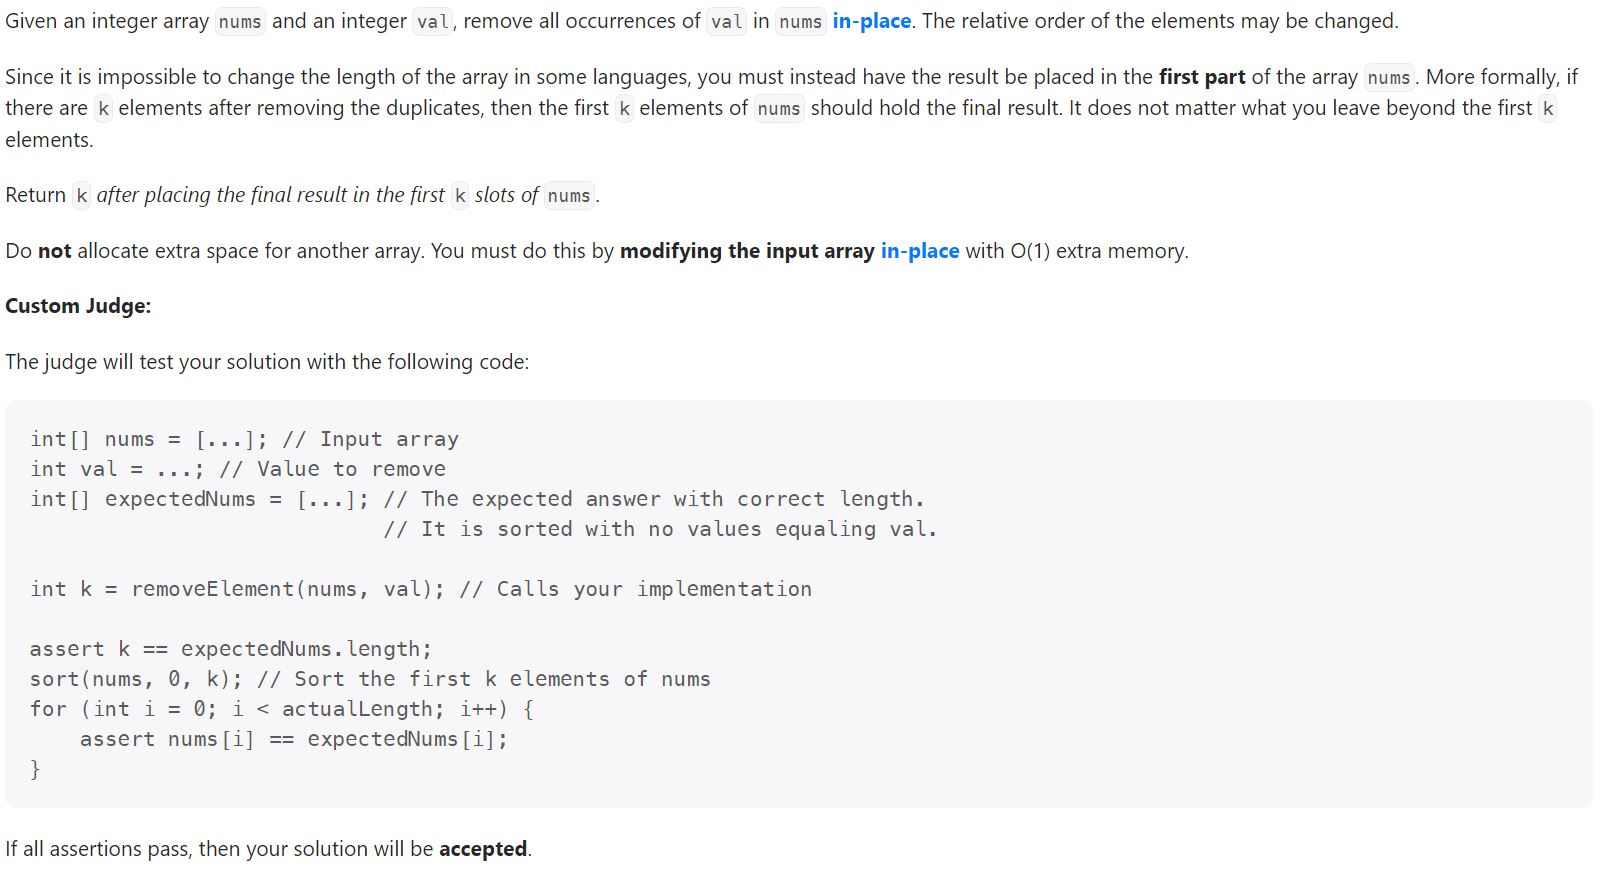 Given an integer array nums and an integer val, remove all occurrences of val in nums in-place. The relative order of the elements may be changed.
Since it is impossible to change the length of the array in some languages, you must instead have the result be placed in the first part of the array nums. More formally, if
there are k elements after removing the duplicates, then the first k elements of nums should hold the final result. It does not matter what you leave beyond the first k
elements.
Return k after placing the final result in the first k slots of nums.
Do not allocate extra space for another array. You must do this by modifying the input array in-place with O(1) extra memory.
Custom Judge:
The judge will test your solution with the following code:
int[] nums = [...]; // Input array
int val = ...; // Value to remove
int[] expectedNums = [...]; // The expected answer with correct length.
                            // It is sorted with no values equaling val.
int k = removeElement(nums, val); // Calls your implementation
assert k == expectedNums.length;
sort(nums, 0, k); // Sort the first k elements of nums
for (int i = 0; i < actualLength; i++) {
    assert nums[i] == expectedNums[i];
}
If all assertions pass, then your solution will be accepted.